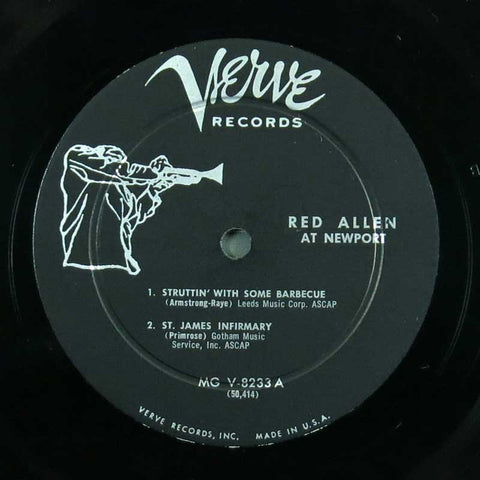 Verve
RECORDS
RED ALLEN
AT NEWPORT
1. STRUTTIN' WITH SOME BARBECUE
(Armstrong-Raye) Leeds Music Corp. ASCAP
2. ST. JAMES INFIRMARY
(Primrose) Gotham Music
Service, Inc. ASCAP
MG V-8233 A
(50,414)
VERVE RECORDS, INC. MADE IN U.S.A.